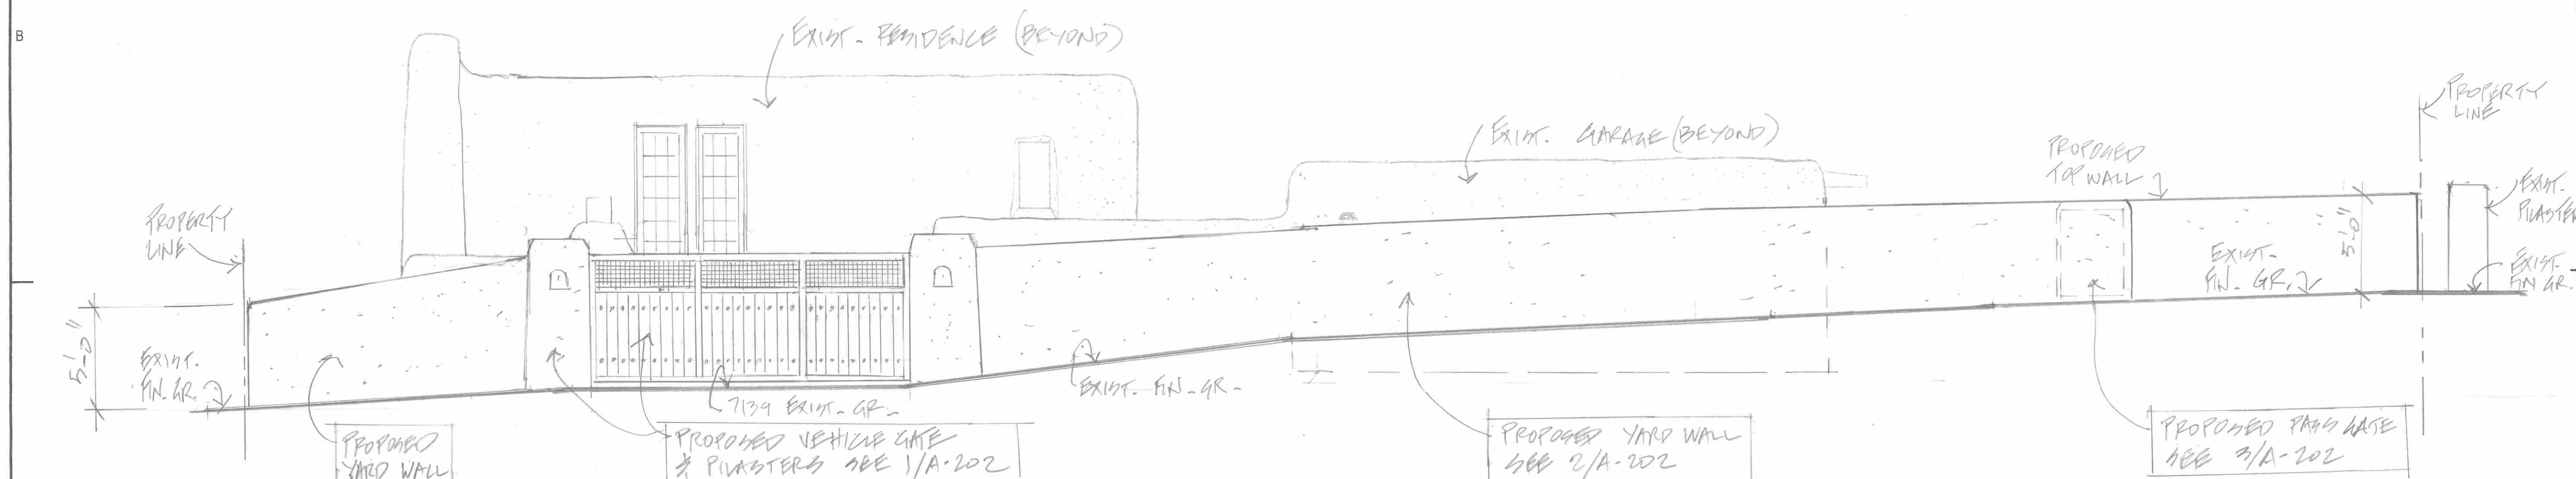 B
EXIST. RESIDENCE (BEYOND)
EXIST. GARAGE (BEYOND)
PROPERTY
LINE
PROPOSED
TOP WALL
EXIST.
PILASTER
PROPERTY
LINE
5'-0"
EXIST.
FIN. GR.
5'-0"
EXIST.
FIN. GR.
EXIST.
FIN GR.
7139 EXIST. GR.
EXIST. FIN. GR.
PROPOSED
YARD WALL
PROPOSED VEHICLE GATE
& PILASTERS SEE 1/A-202
PROPOSED YARD WALL
SEE 2/A-202
PROPOSED PASS GATE
SEE 3/A-202